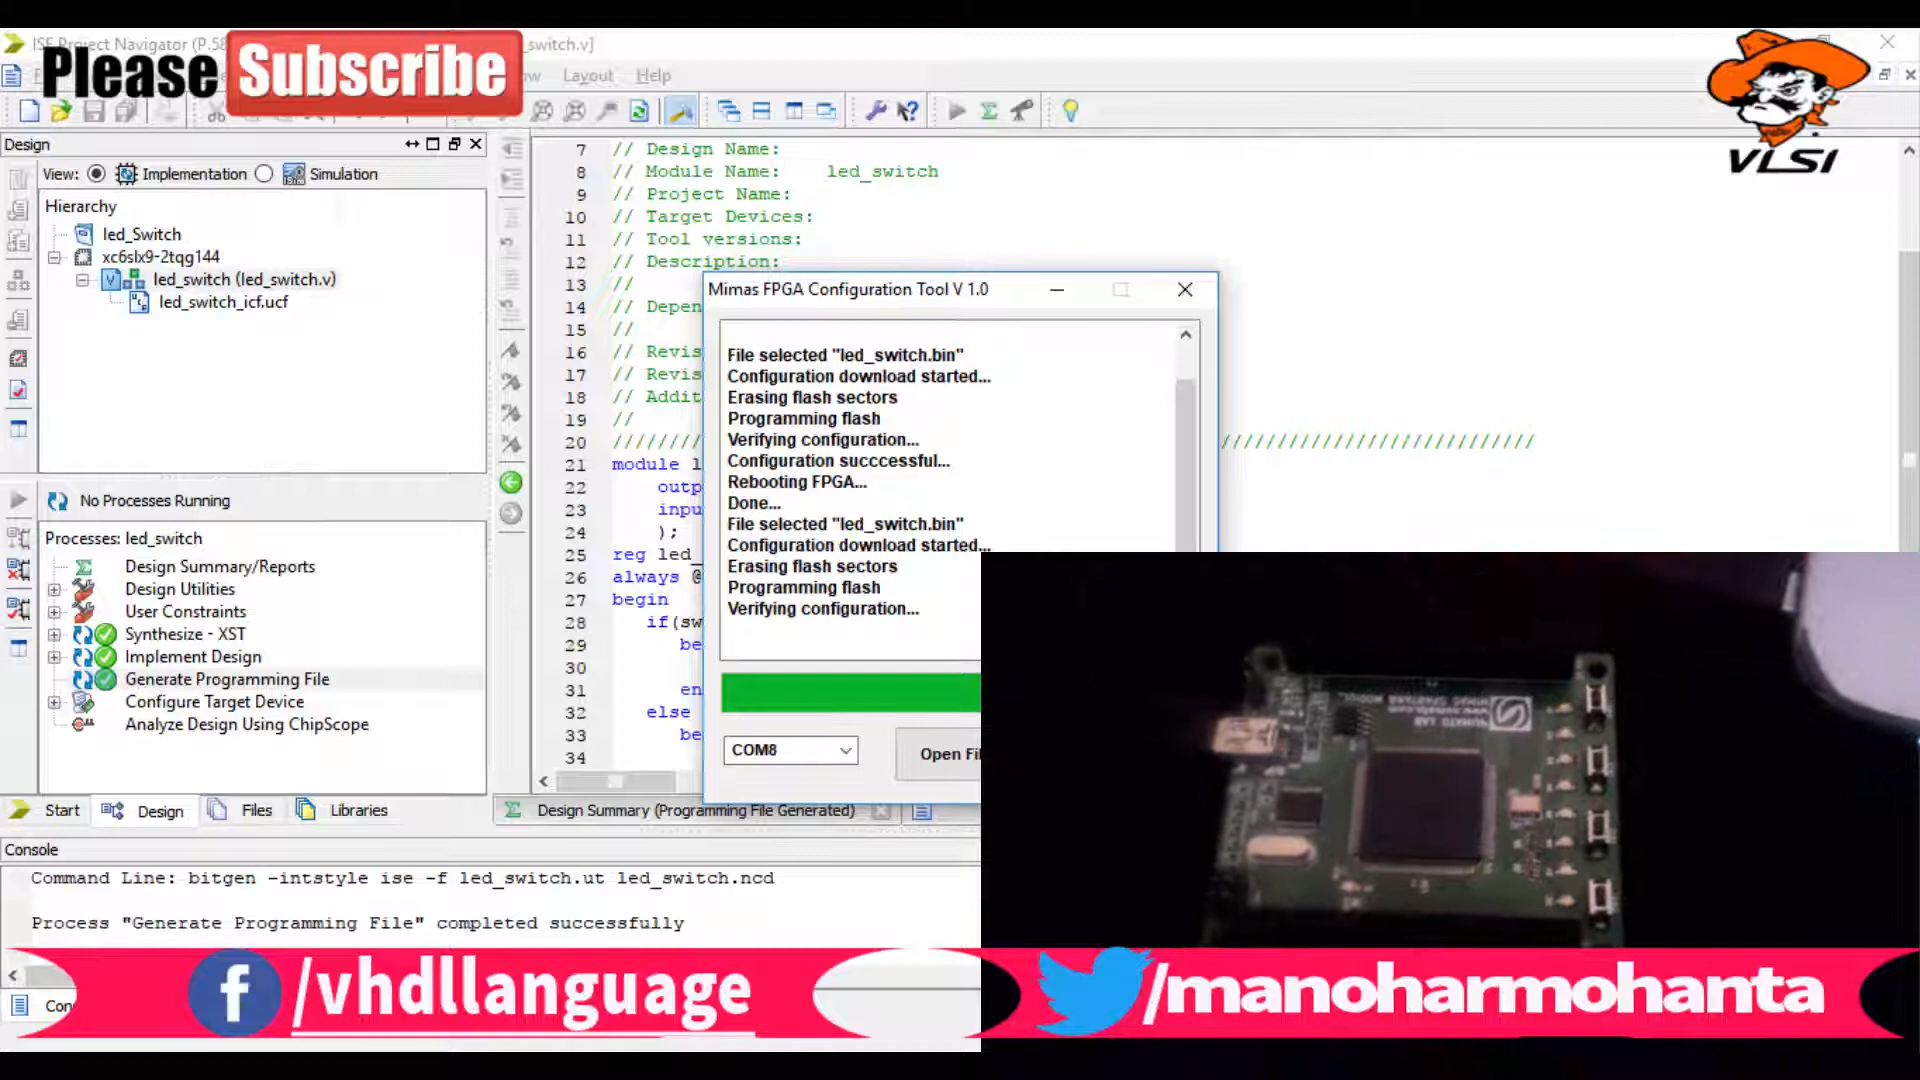 ISE Project Navigator (P.58
switch.v]
Please Subscribe
Layout
Help
VLSI
Design
View:
Implementation
Simulation
Hierarchy
led_Switch
xc6slx9-2tqg144
led_switch (led_switch.v)
led_switch_icf.ucf
No Processes Running
Processes: led_switch
Design Summary/Reports
Design Utilities
User Constraints
Synthesize - XST
Implement Design
Generate Programming File
Configure Target Device
Analyze Design Using ChipScope
Start
Design
Files
Libraries
7 // Design Name:
8 // Module Name: led_switch
9 // Project Name:
10 // Target Devices:
11 // Tool versions:
12 // Description:
13 //
14 // Depen
15 //
16 // Revis
17 // Revis
18 // Addit
19 //
20 //////// ////////////////////////////
21 module l
22 outp
23 inpu
24 );
25 reg led_
26 always @
27 begin
28 if(sw
29 be
30
31 en
32 else
33 be
34
Mimas FPGA Configuration Tool V 1.0
File selected "led_switch.bin"
Configuration download started...
Erasing flash sectors
Programming flash
Verifying configuration...
Configuration succcessful...
Rebooting FPGA...
Done...
File selected "led_switch.bin"
Configuration download started...
Erasing flash sectors
Programming flash
Verifying configuration...
COM8
Open Fi
Design Summary (Programming File Generated)
Console
Command Line: bitgen -intstyle ise -f led_switch.ut led_switch.ncd
Process "Generate Programming File" completed successfully
Con
f /vhdllanguage
/manoharmohanta